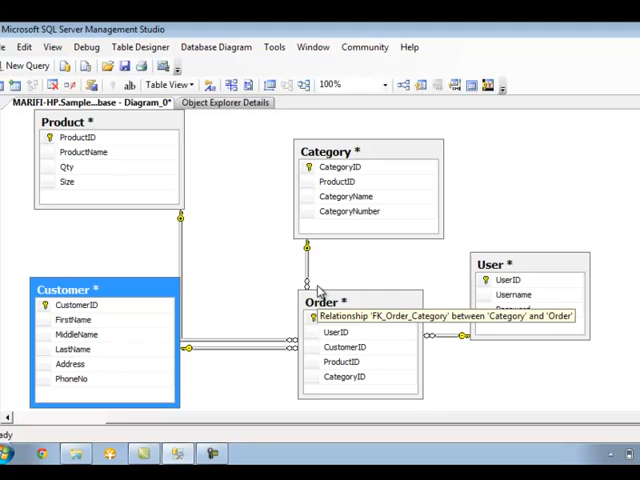 Microsoft SQL Server Management Studio
Edit View Debug Table Designer Database Diagram Tools Window Community Help
New Query
Table View 100%
MARIFI-HP.Sample...base - Diagram_0* Object Explorer Details
Product *
ProductID
ProductName
Qty
Size
Category *
CategoryID
ProductID
CategoryName
CategoryNumber
Customer *
CustomerID
FirstName
MiddleName
LastName
Address
PhoneNo
Order *
Relationship 'FK_Order_Category' between 'Category' and 'Order'
UserID
CustomerID
ProductID
CategoryID
User *
UserID
Username